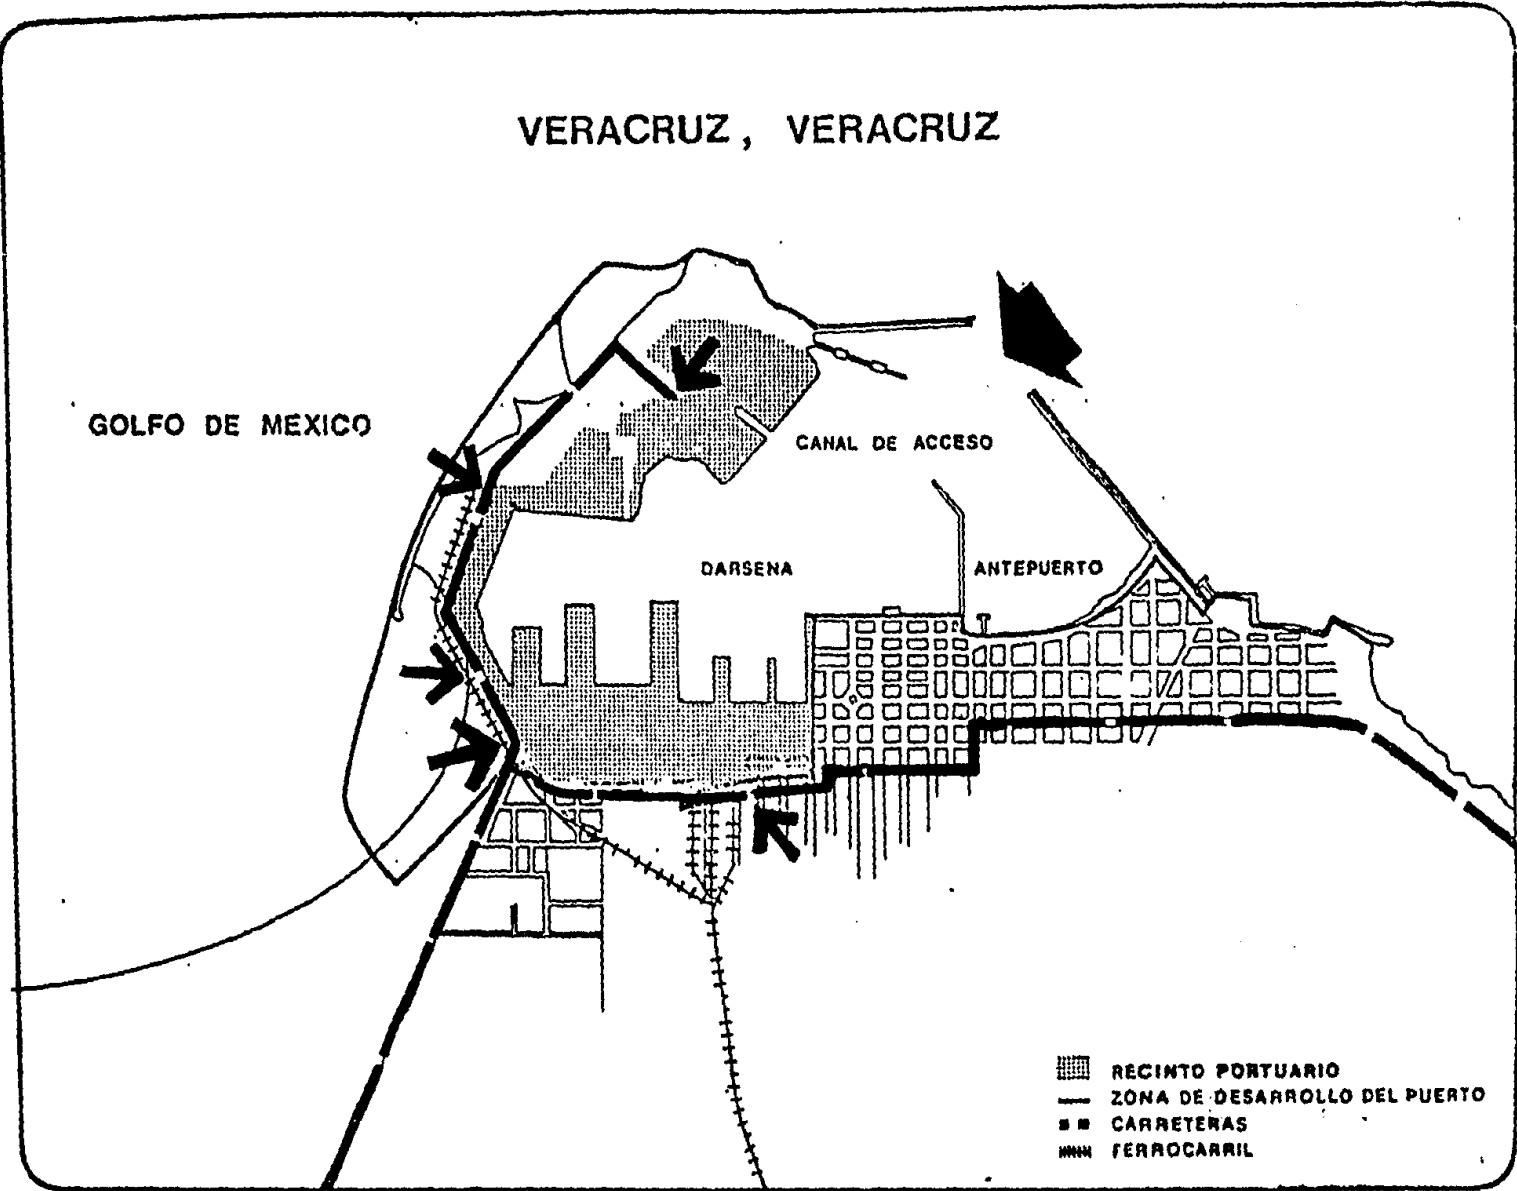 VERACRUZ, VERACRUZ
GOLFO DE MEXICO
CANAL DE ACCESO
DARSENA
ANTEPUERTO
RECINTO PORTUARIO
ZONA DE DESARROLLO DEL PUERTO
CARRETERAS
FERROCARRIL